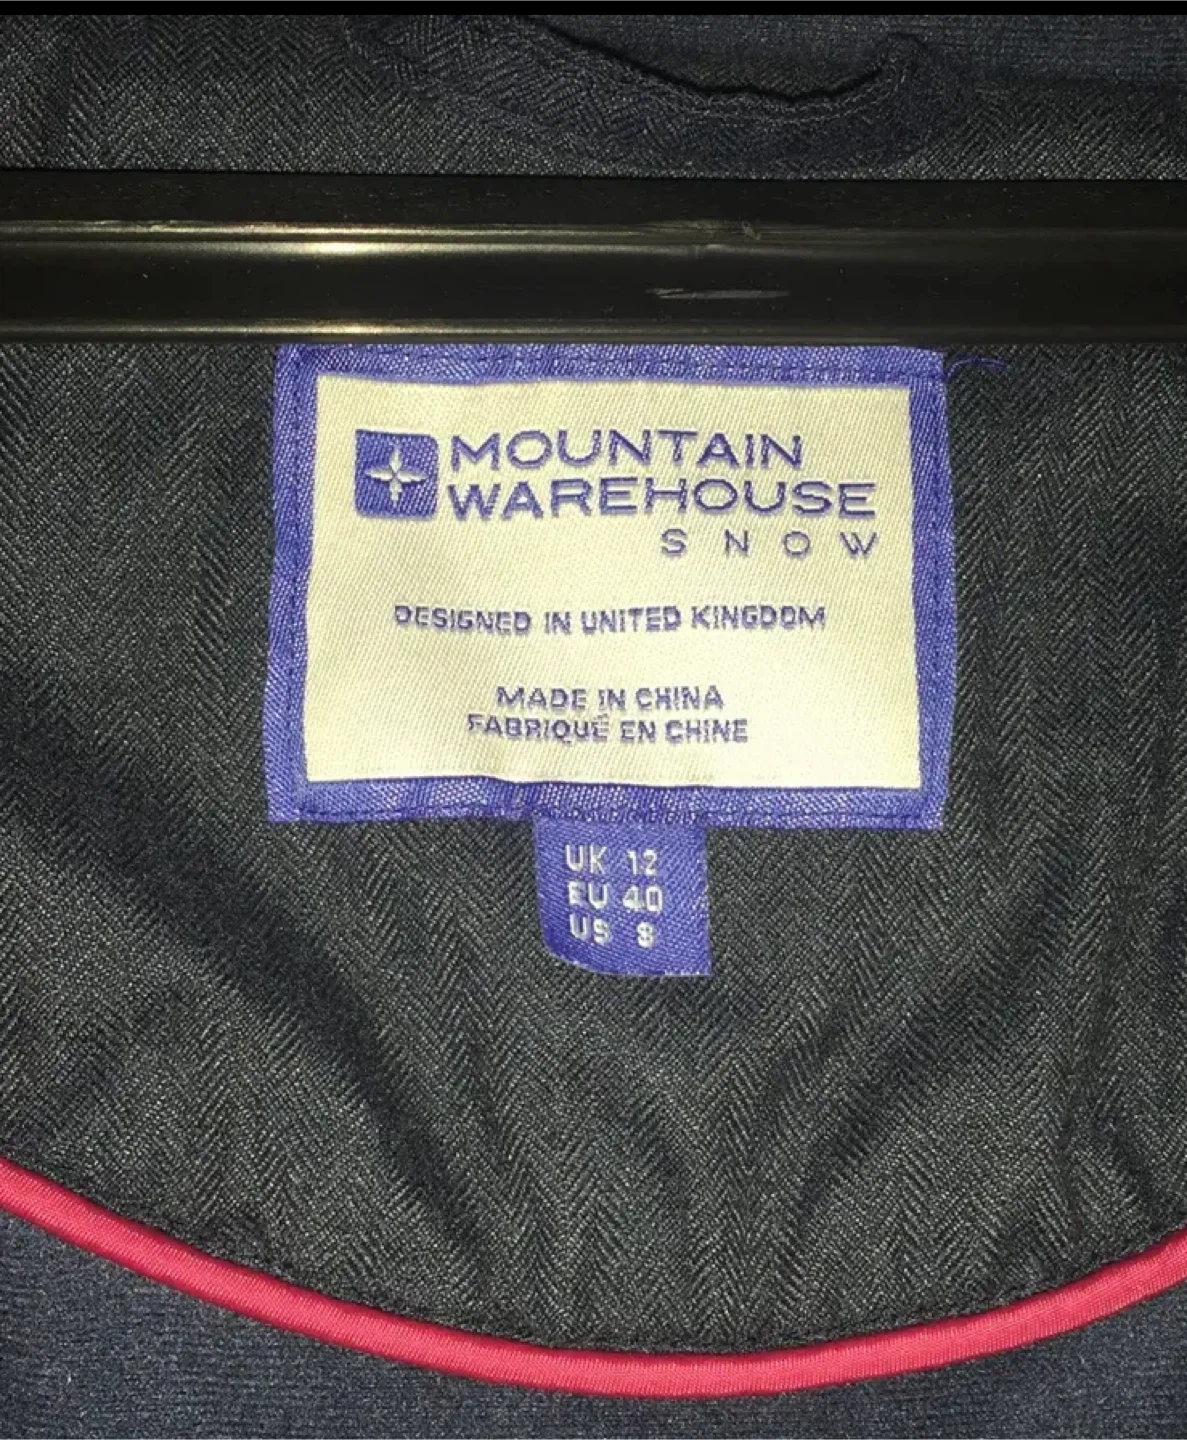 MOUNTAIN
WAREHOUSE
SNOW
DESIGNED IN UNITED KINGDOM
MADE IN CHINA
FABRIQUÉ EN CHINE
UK 12
EU 40
US 8